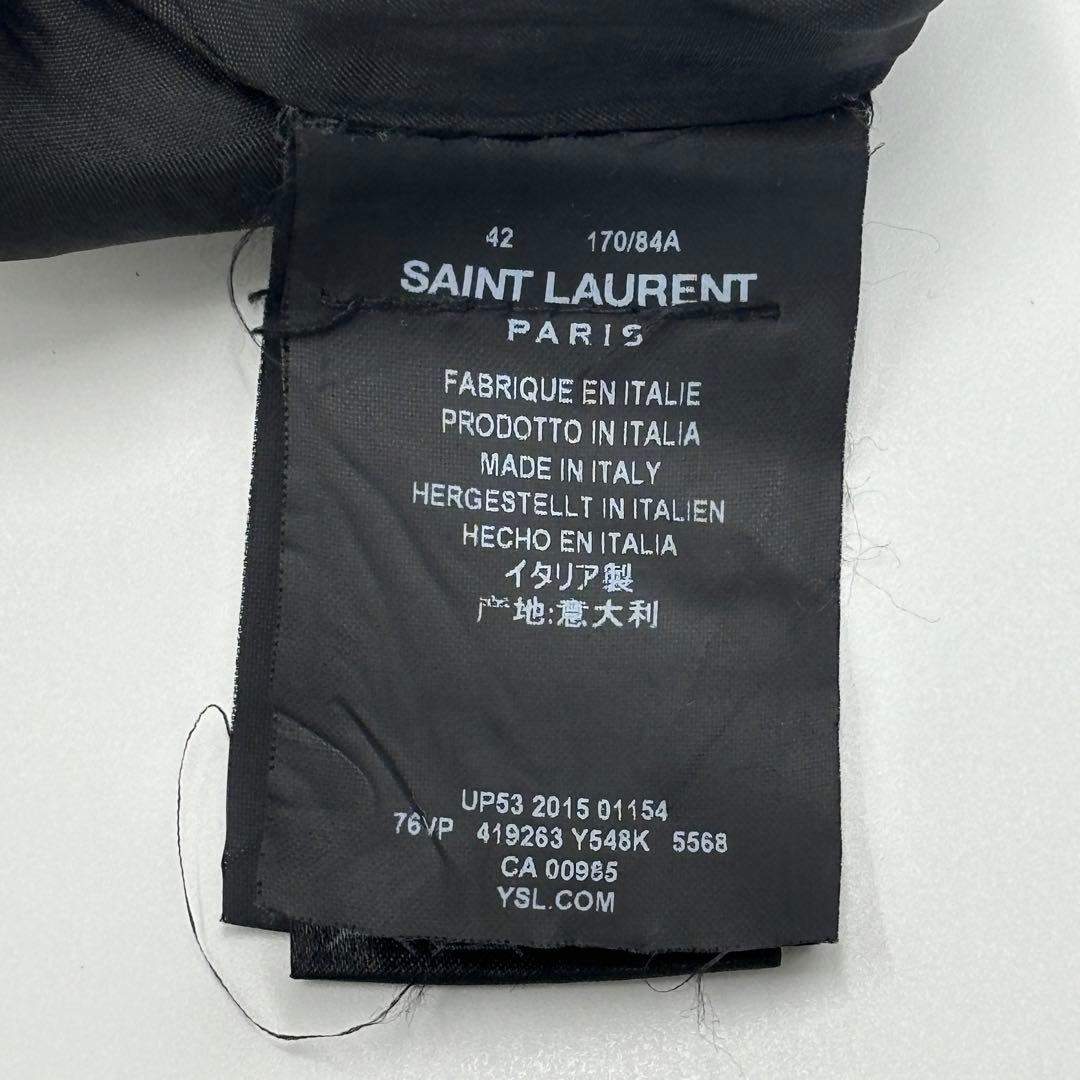 42 170/84A
SAINT LAURENT
PARIS
FABRIQUE EN ITALIE
PRODOTTO IN ITALIA
MADE IN ITALY
HERGESTELLT IN ITALIEN
HECHO EN ITALIA
イタリア製
产地:意大利
UP53 2015 01154
76VP 419263 Y548K 5568
CA 00985
YSL.COM